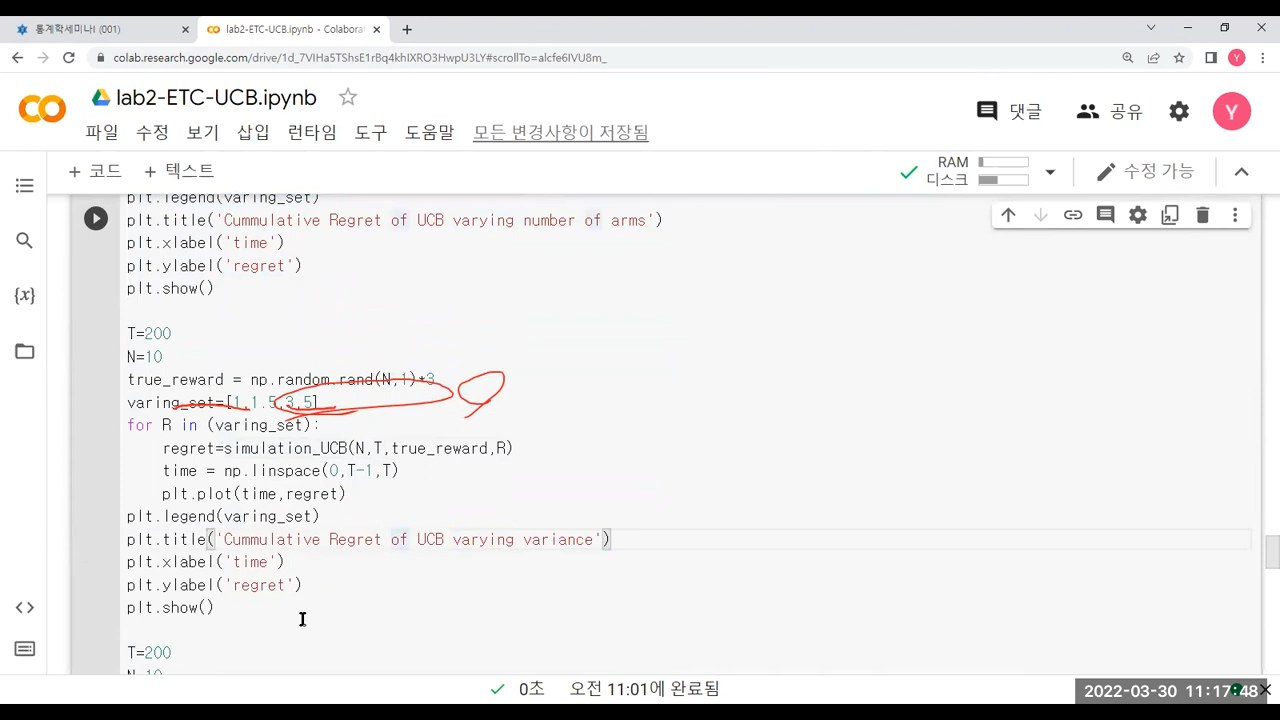 통계학세미나I (001)
lab2-ETC-UCB.ipynb - Colaborat
colab.research.google.com/drive/1d_7VIHa5TShsE1rBq4khIXRO3HwpU3LY#scrollTo=alcfe6IVU8m_
lab2-ETC-UCB.ipynb
댓글
공유
Y
파일 수정 보기 삽입 런타임 도구 도움말 모든 변경사항이 저장됨
+ 코드 + 텍스트
RAM
디스크
수정 가능
plt.legend(varing_set)
plt.title('Cummulative Regret of UCB varying number of arms')
plt.xlabel('time')
plt.ylabel('regret')
plt.show()
T=200
N=10
true_reward = np.random.rand(N,1)*3
varing_set=[1,1.5,3,5]
for R in (varing_set):
regret=simulation_UCB(N,T,true_reward,R)
time = np.linspace(0,T-1,T)
plt.plot(time,regret)
plt.legend(varing_set)
plt.title('Cummulative Regret of UCB varying variance')
plt.xlabel('time')
plt.ylabel('regret')
plt.show()
T=200
N=10
0초 오전 11:01에 완료됨
2022-03-30 11:17:48